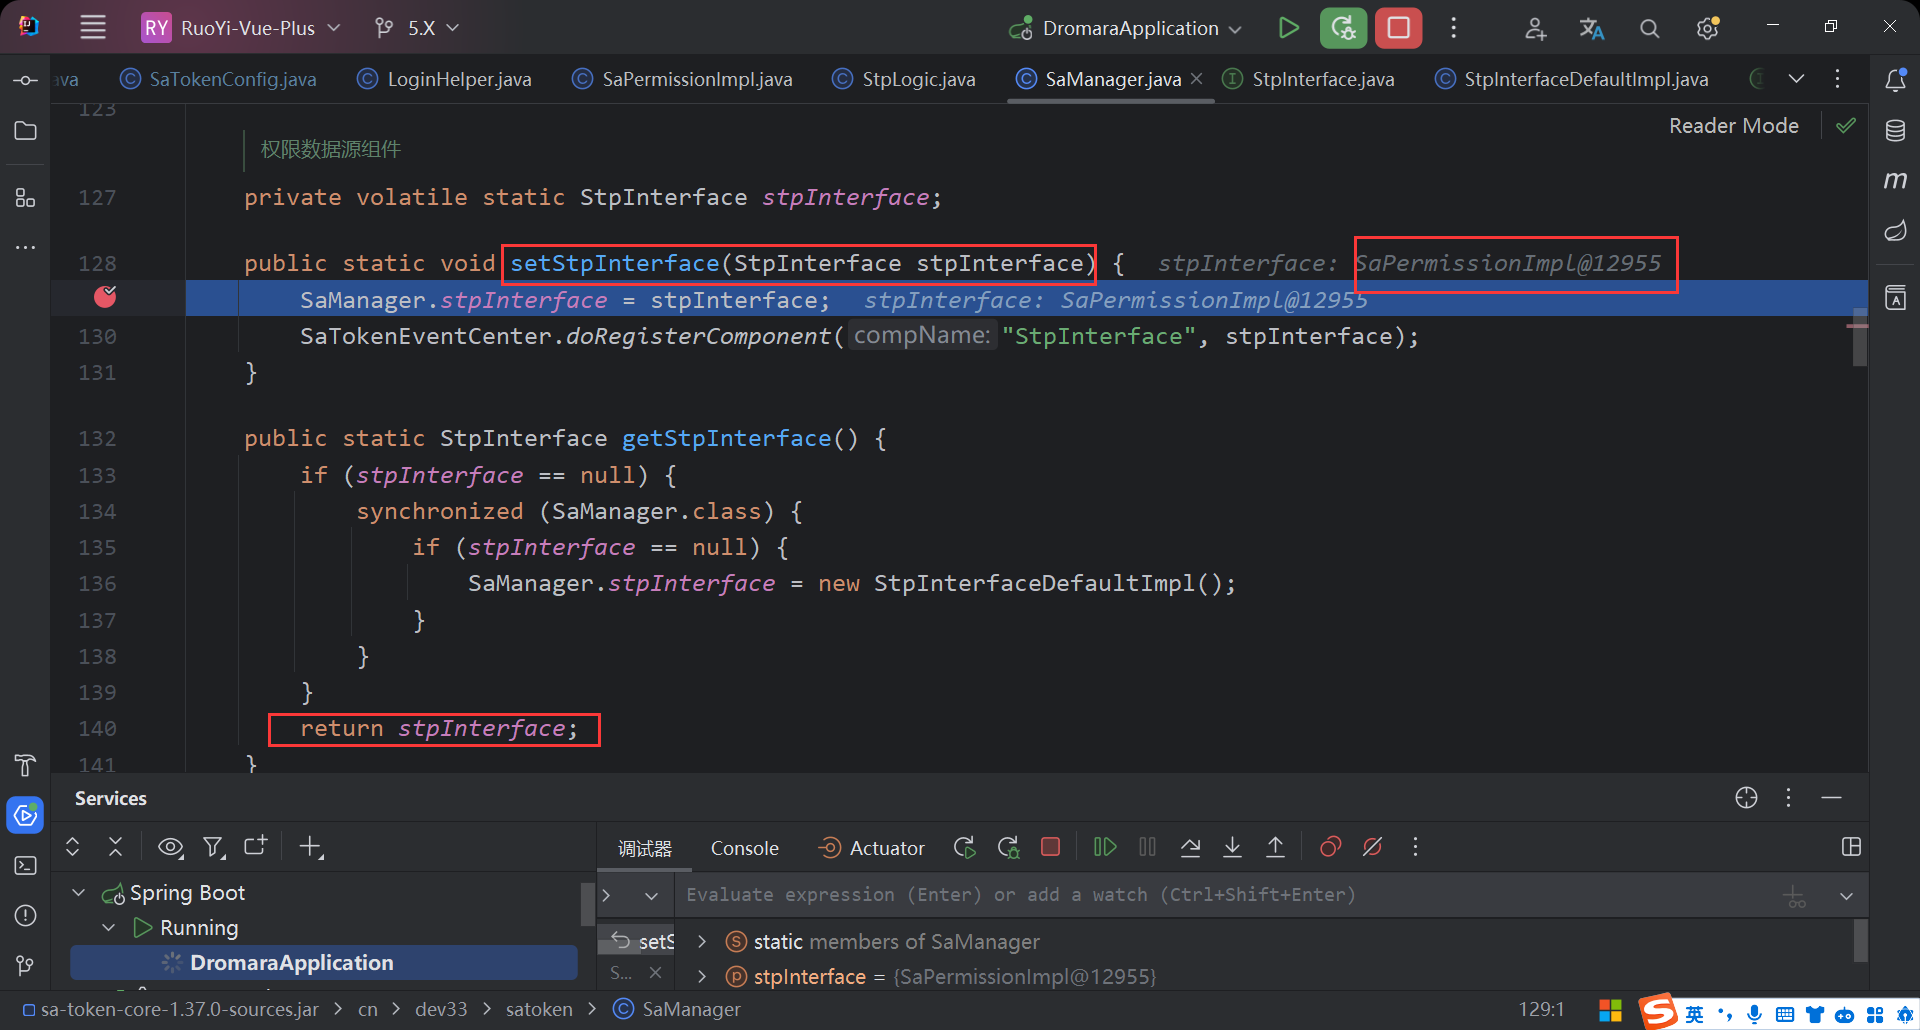 RY RuoYi-Vue-Plus 5.X DromaraApplication
ava SaTokenConfig.java LoginHelper.java SaPermissionImpl.java StpLogic.java SaManager.java StpInterface.java StpInterfaceDefaultImpl.java
Reader Mode
123
权限数据源组件
127 private volatile static StpInterface stpInterface;
128 public static void setStpInterface(StpInterface stpInterface) { stpInterface: SaPermissionImpl@12955
SaManager.stpInterface = stpInterface; stpInterface: SaPermissionImpl@12955
130 SaTokenEventCenter.doRegisterComponent( compName: "StpInterface", stpInterface);
131 }
132 public static StpInterface getStpInterface() {
133 if (stpInterface == null) {
134 synchronized (SaManager.class) {
135 if (stpInterface == null) {
136 SaManager.stpInterface = new StpInterfaceDefaultImpl();
137 }
138 }
139 }
140 return stpInterface;
141 }
Services
调试器 Console Actuator
Evaluate expression (Enter) or add a watch (Ctrl+Shift+Enter)
Spring Boot
Running
DromaraApplication
setS
S...
static members of SaManager
stpInterface = {SaPermissionImpl@12955}
sa-token-core-1.37.0-sources.jar > cn > dev33 > satoken > SaManager 129:1
S 英